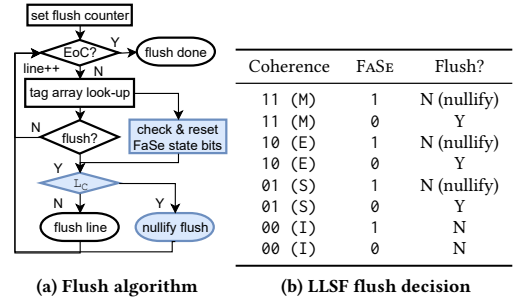 set flush counter
EoC?
Y
flush done
line++
N
tag array look-up
N
flush?
check & reset
FaSe state bits
Y
L_C
N
Y
flush line
nullify flush
(a) Flush algorithm
Coherence FaSe Flush?
11 (M) 1 N (nullify)
11 (M) 0 Y
10 (E) 1 N (nullify)
10 (E) 0 Y
01 (S) 1 N (nullify)
01 (S) 0 Y
00 (I) 1 N
00 (I) 0 N
(b) LLSF flush decision